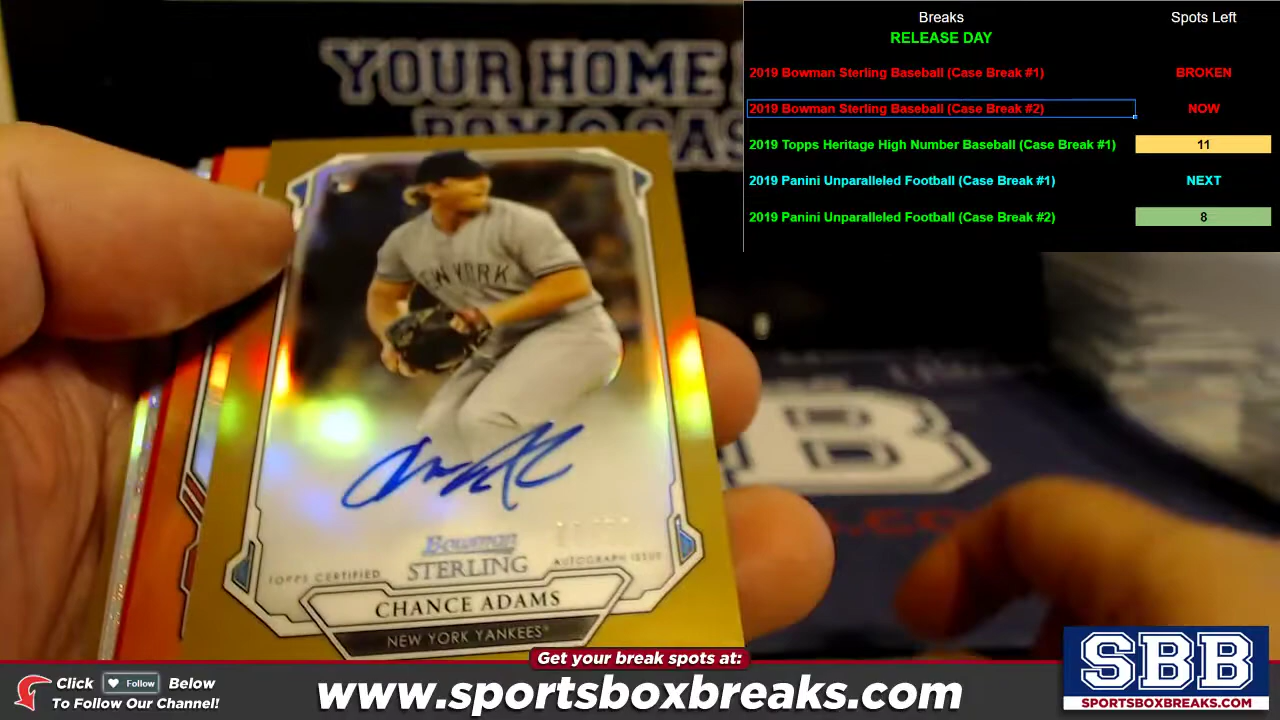 Breaks Spots Left
RELEASE DAY
2019 Bowman Sterling Baseball (Case Break #1) BROKEN
2019 Bowman Sterling Baseball (Case Break #2) NOW
2019 Topps Heritage High Number Baseball (Case Break #1) 11
2019 Panini Unparalleled Football (Case Break #1) NEXT
2019 Panini Unparalleled Football (Case Break #2) 8
YOUR HOME
NEW YORK
Bowman
STERLING
TOPPS CERTIFIED AUTOGRAPH ISSUE
CHANCE ADAMS
NEW YORK YANKEES
Get your break spots at:
Click Follow Below
To Follow Our Channel!
www.sportsboxbreaks.com
SBB
SPORTSBOXBREAKS.COM